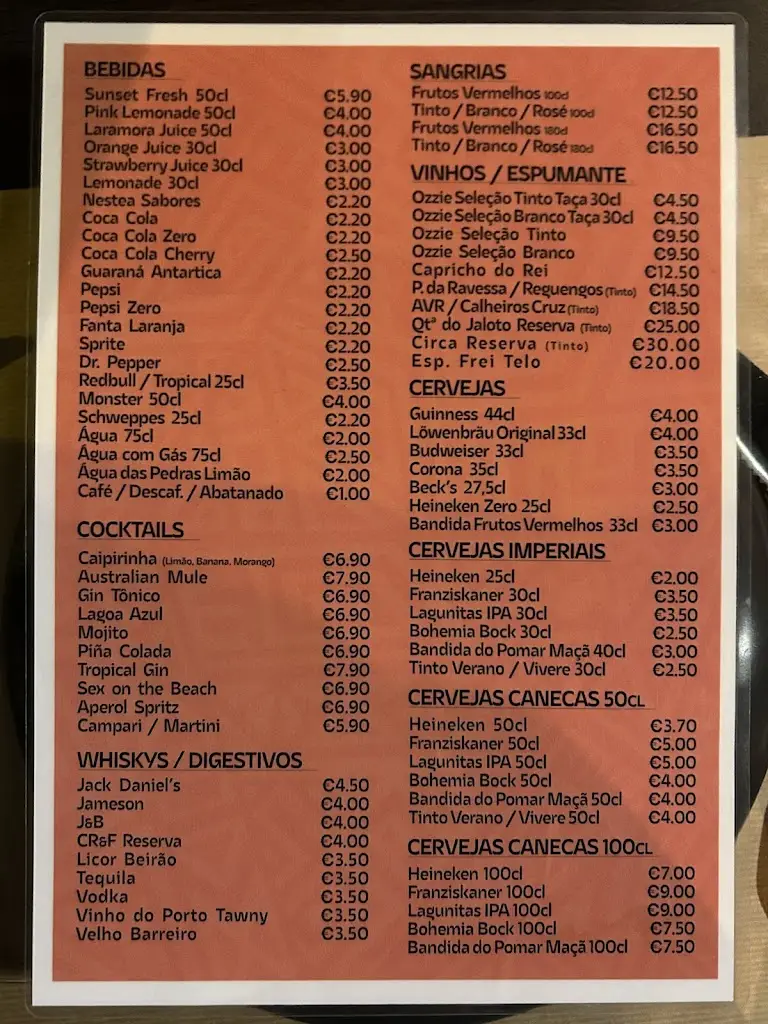 BEBIDAS
Sunset Fresh 50cl €5.90
Pink Lemonade 50cl €4.00
Laramora Juice 50cl €4.00
Orange Juice 30cl €3.00
Strawberry Juice 30cl €3.00
Lemonade 30cl €3.00
Nestea Sabores €2.20
Coca Cola €2.20
Coca Cola Zero €2.20
Coca Cola Cherry €2.50
Guaraná Antartica €2.20
Pepsi €2.20
Pepsi Zero €2.20
Fanta Laranja €2.20
Sprite €2.20
Dr. Pepper €2.50
Redbull / Tropical 25cl €3.50
Monster 50cl €4.00
Schweppes 25cl €2.20
Água 75cl €2.00
Água com Gás 75cl €2.50
Água das Pedras Limão €2.00
Café / Descaf. / Abatanado €1.00
COCKTAILS
Caipirinha (Limão, Banana, Morango) €6.90
Australian Mule €7.90
Gin Tônico €6.90
Lagoa Azul €6.90
Mojito €6.90
Piña Colada €6.90
Tropical Gin €7.90
Sex on the Beach €6.90
Aperol Spritz €6.90
Campari / Martini €5.90
WHISKYS / DIGESTIVOS
Jack Daniel's €4.50
Jameson €4.00
J&B €4.00
CR&F Reserva €4.00
Licor Beirão €3.50
Tequila €3.50
Vodka €3.50
Vinho do Porto Tawny €3.50
Velho Barreiro €3.50
SANGRIAS
Frutos Vermelhos 100cl €12.50
Tinto / Branco / Rosé 100cl €12.50
Frutos Vermelhos 180cl €16.50
Tinto / Branco / Rosé 180cl €16.50
VINHOS / ESPUMANTE
Ozzie Seleção Tinto Taça 30cl €4.50
Ozzie Seleção Branco Taça 30cl €4.50
Ozzie Seleção Tinto €9.50
Ozzie Seleção Branco €9.50
Capricho do Rei €12.50
P. da Ravessa / Reguengos (Tinto) €14.50
AVR / Calheiros Cruz (Tinto) €18.50
Qtª do Jaloto Reserva (Tinto) €25.00
Circa Reserva (Tinto) €30.00
Esp. Frei Telo €20.00
CERVEJAS
Guinness 44cl €4.00
Löwenbräu Original 33cl €4.00
Budweiser 33cl €3.50
Corona 35cl €3.50
Beck's 27,5cl €3.00
Heineken Zero 25cl €2.50
Bandida Frutos Vermelhos 33cl €3.00
CERVEJAS IMPERIAIS
Heineken 25cl €2.00
Franziskaner 30cl €3.50
Lagunitas IPA 30cl €3.50
Bohemia Bock 30cl €2.50
Bandida do Pomar Maçã 40cl €3.00
Tinto Verano / Vivere 30cl €2.50
CERVEJAS CANECAS 50CL
Heineken 50cl €3.70
Franziskaner 50cl €5.00
Lagunitas IPA 50cl €5.00
Bohemia Bock 50cl €4.00
Bandida do Pomar Maçã 50cl €4.00
Tinto Verano / Vivere 50cl €4.00
CERVEJAS CANECAS 100CL
Heineken 100cl €7.00
Franziskaner 100cl €9.00
Lagunitas IPA 100cl €9.00
Bohemia Bock 100cl €7.50
Bandida do Pomar Maçã 100cl €7.50